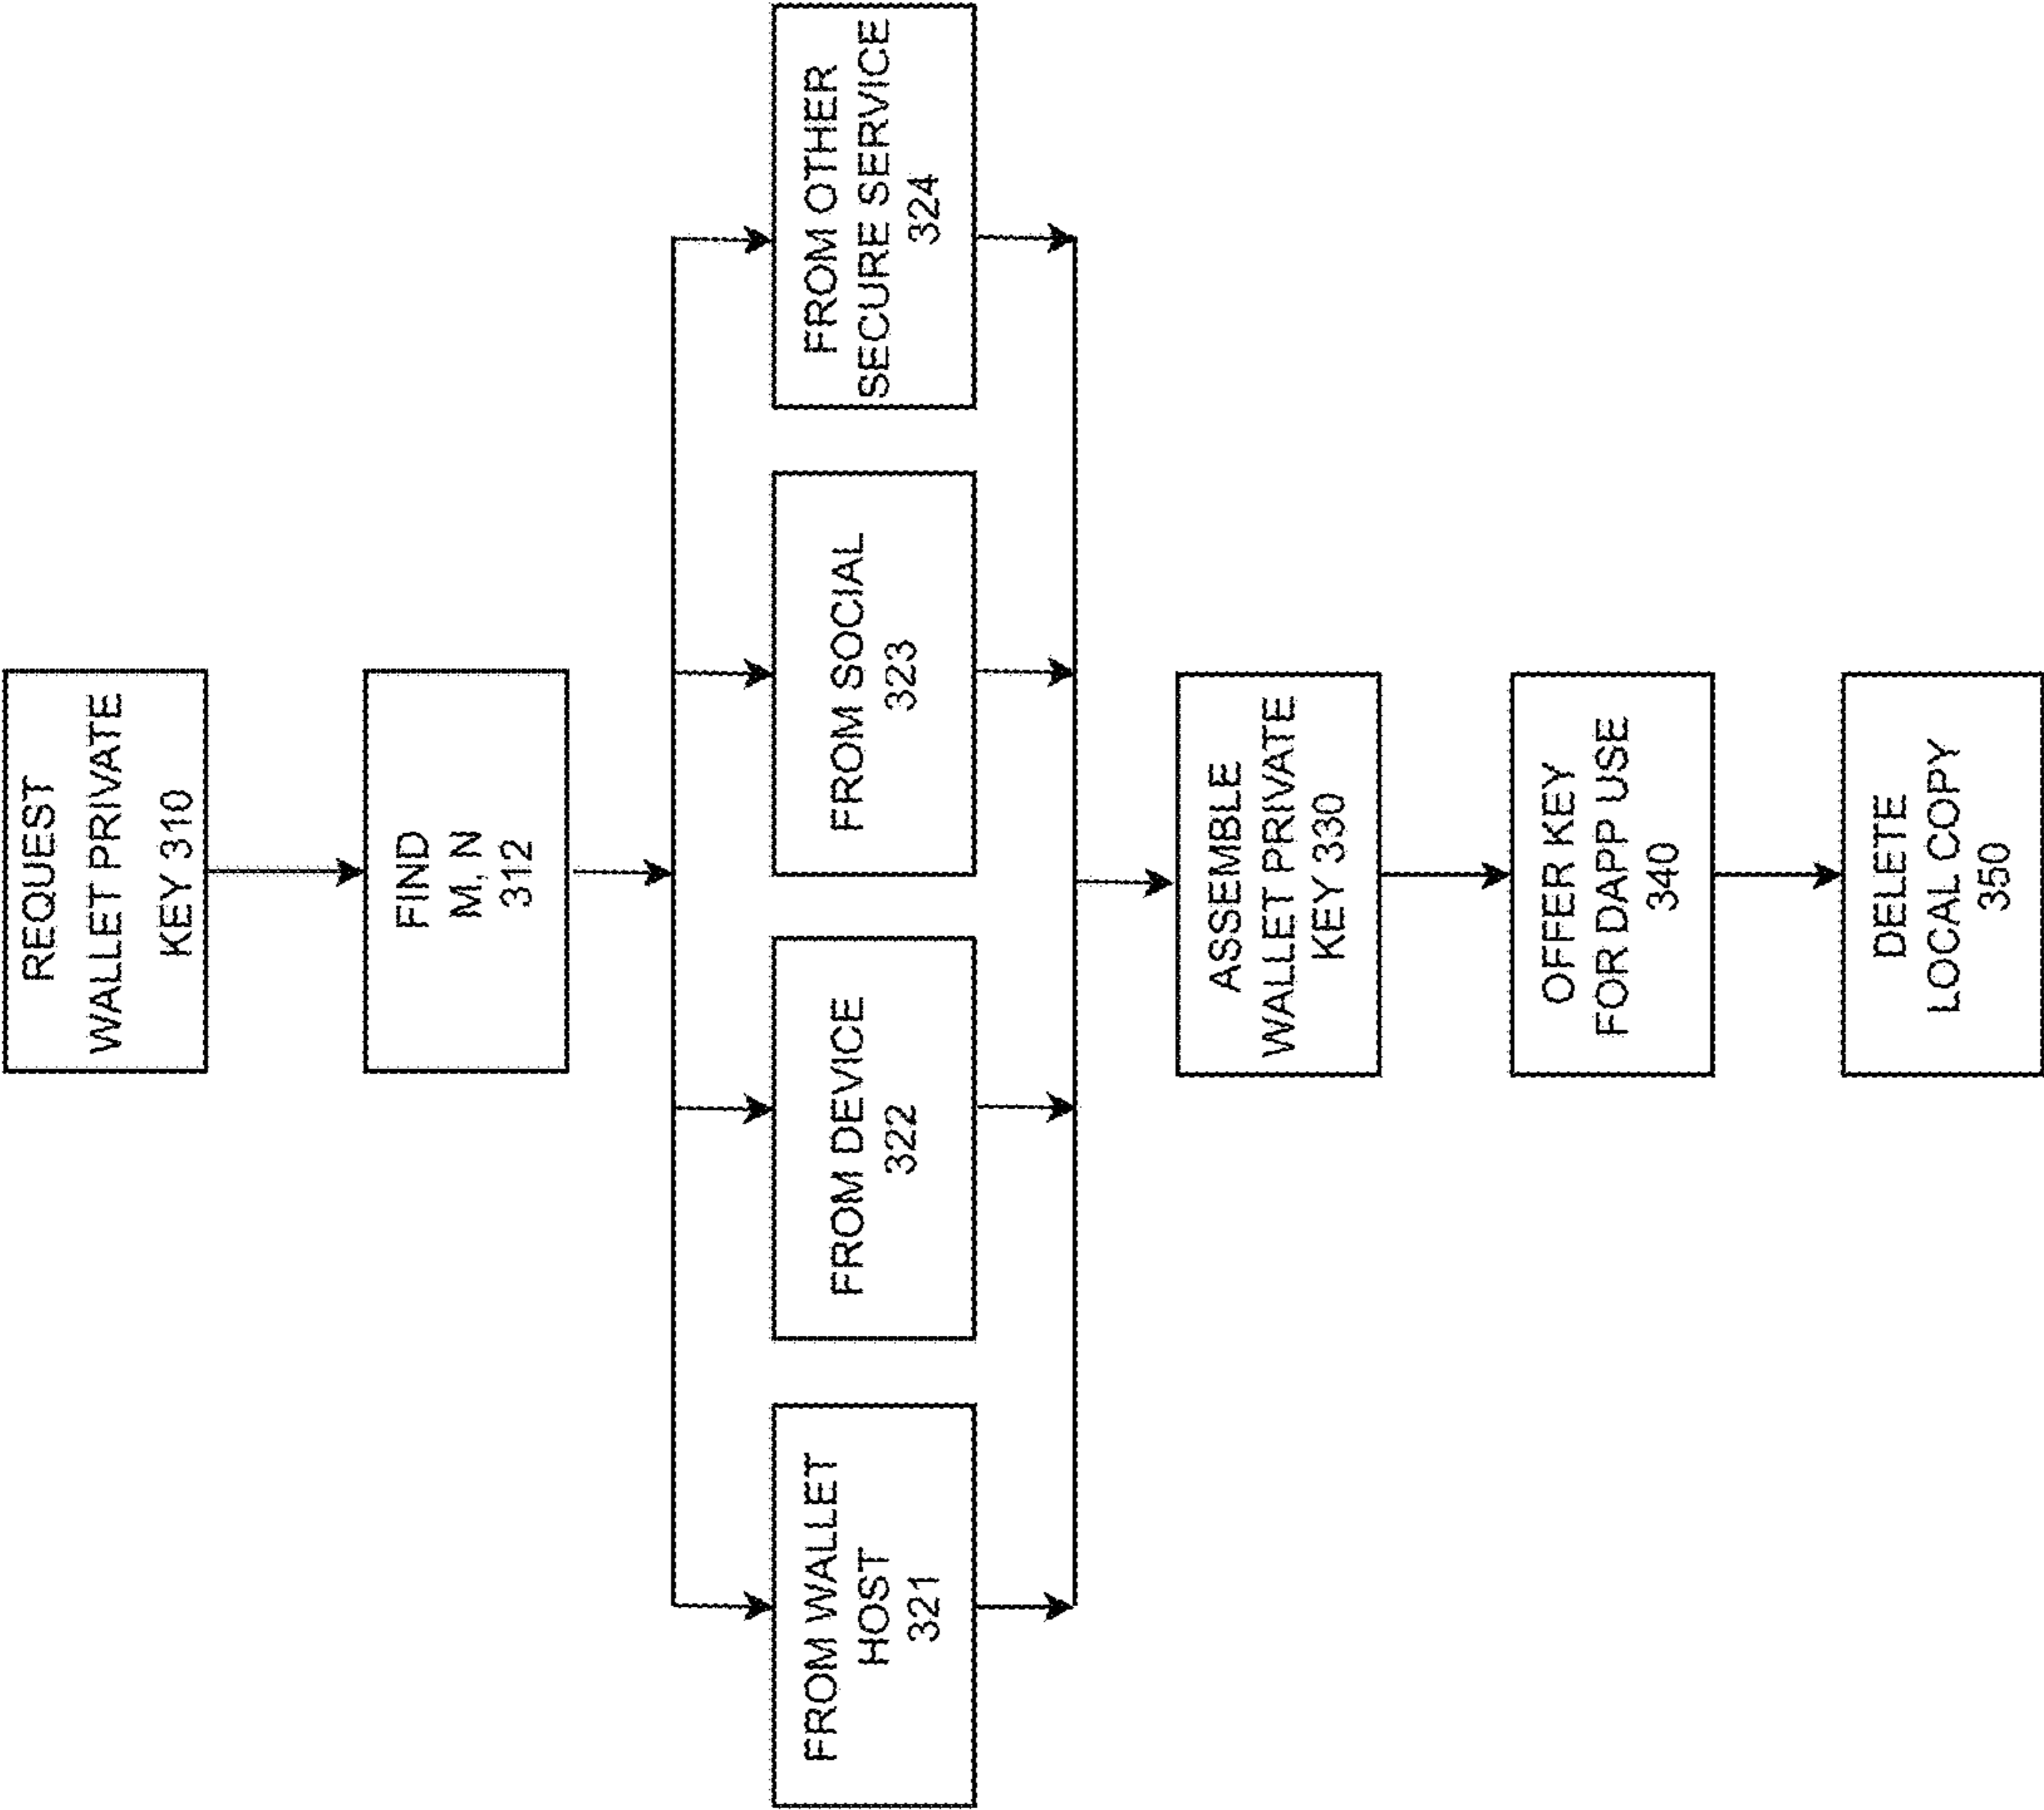 REQUEST
WALLET PRIVATE
KEY 310
FIND
M, N
312
FROM WALLET
HOST
321
FROM DEVICE
322
FROM SOCIAL
323
FROM OTHER
SECURE SERVICE
324
ASSEMBLE
WALLET PRIVATE
KEY 330
OFFER KEY
FOR DAPP USE
340
DELETE
LOCAL COPY
350